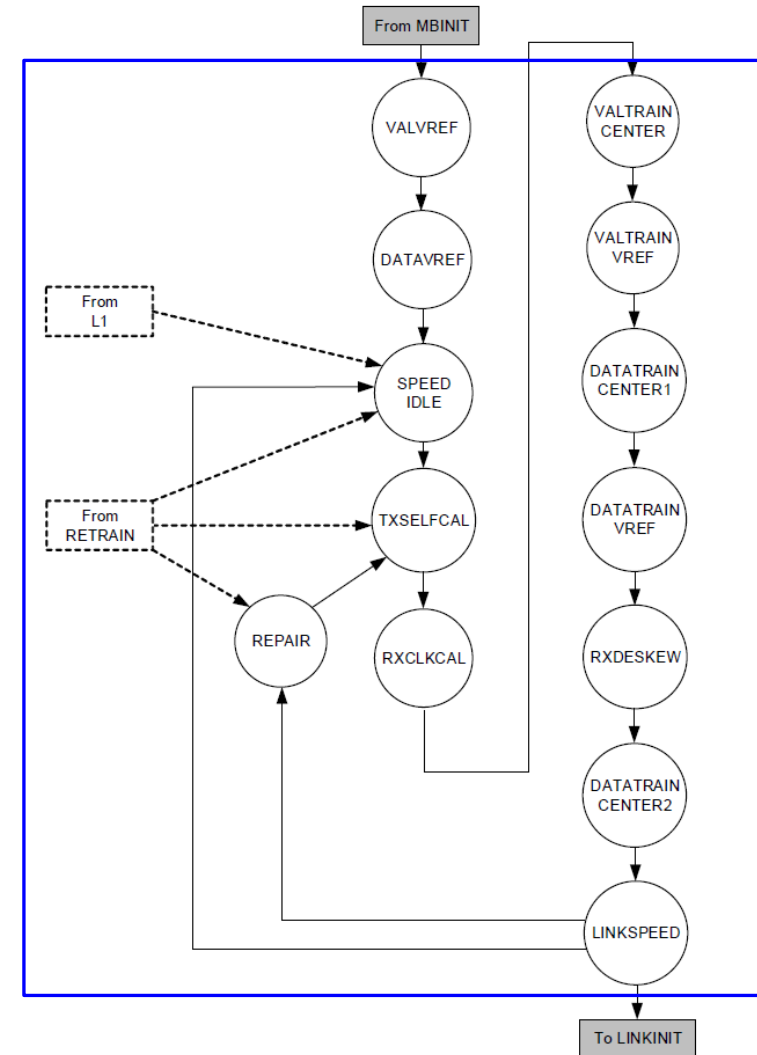 From MBINIT
VALVREF
DATAVREF
From
L1
SPEED
IDLE
From
RETRAIN
TXSELFCAL
REPAIR
RXCLKCAL
VALTRAIN
CENTER
VALTRAIN
VREF
DATATRAIN
CENTER1
DATATRAIN
VREF
RXDESKEW
DATATRAIN
CENTER2
LINKSPEED
To LINKINIT